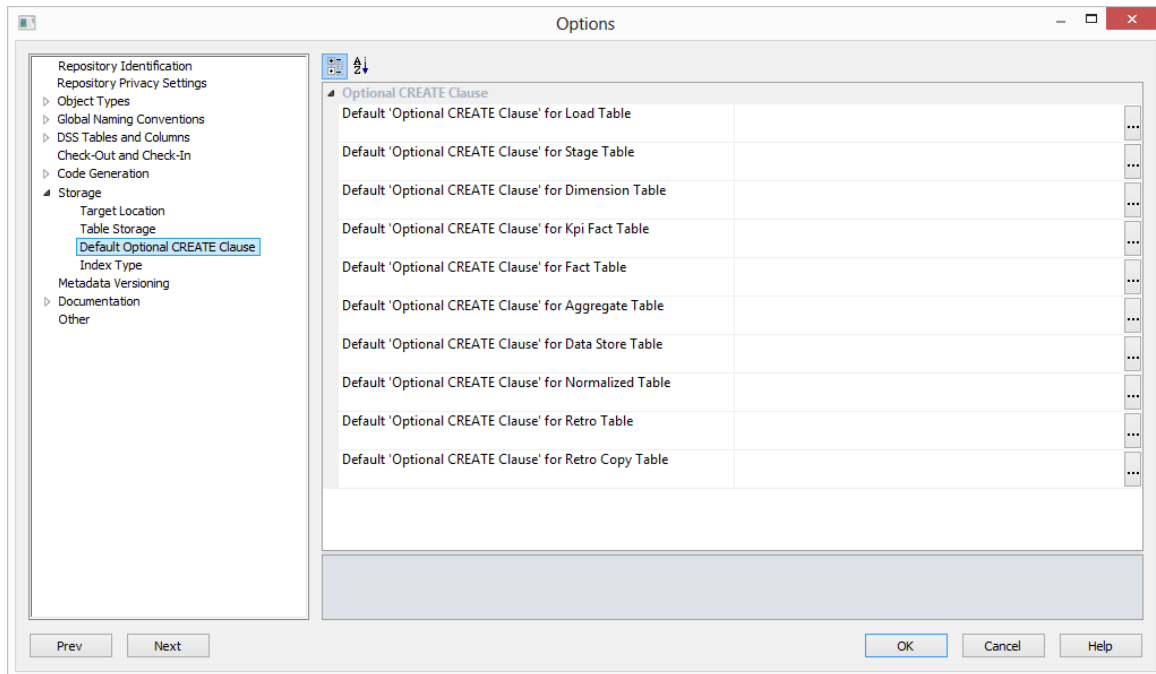 Options
Repository Identification
Repository Privacy Settings
Object Types
Global Naming Conventions
DSS Tables and Columns
Check-Out and Check-In
Code Generation
Storage
Target Location
Table Storage
Default Optional CREATE Clause
Index Type
Metadata Versioning
Documentation
Other
Optional CREATE Clause
Default 'Optional CREATE Clause' for Load Table
...
Default 'Optional CREATE Clause' for Stage Table
...
Default 'Optional CREATE Clause' for Dimension Table
...
Default 'Optional CREATE Clause' for Kpi Fact Table
...
Default 'Optional CREATE Clause' for Fact Table
...
Default 'Optional CREATE Clause' for Aggregate Table
...
Default 'Optional CREATE Clause' for Data Store Table
...
Default 'Optional CREATE Clause' for Normalized Table
...
Default 'Optional CREATE Clause' for Retro Table
...
Default 'Optional CREATE Clause' for Retro Copy Table
...
Prev Next OK Cancel Help